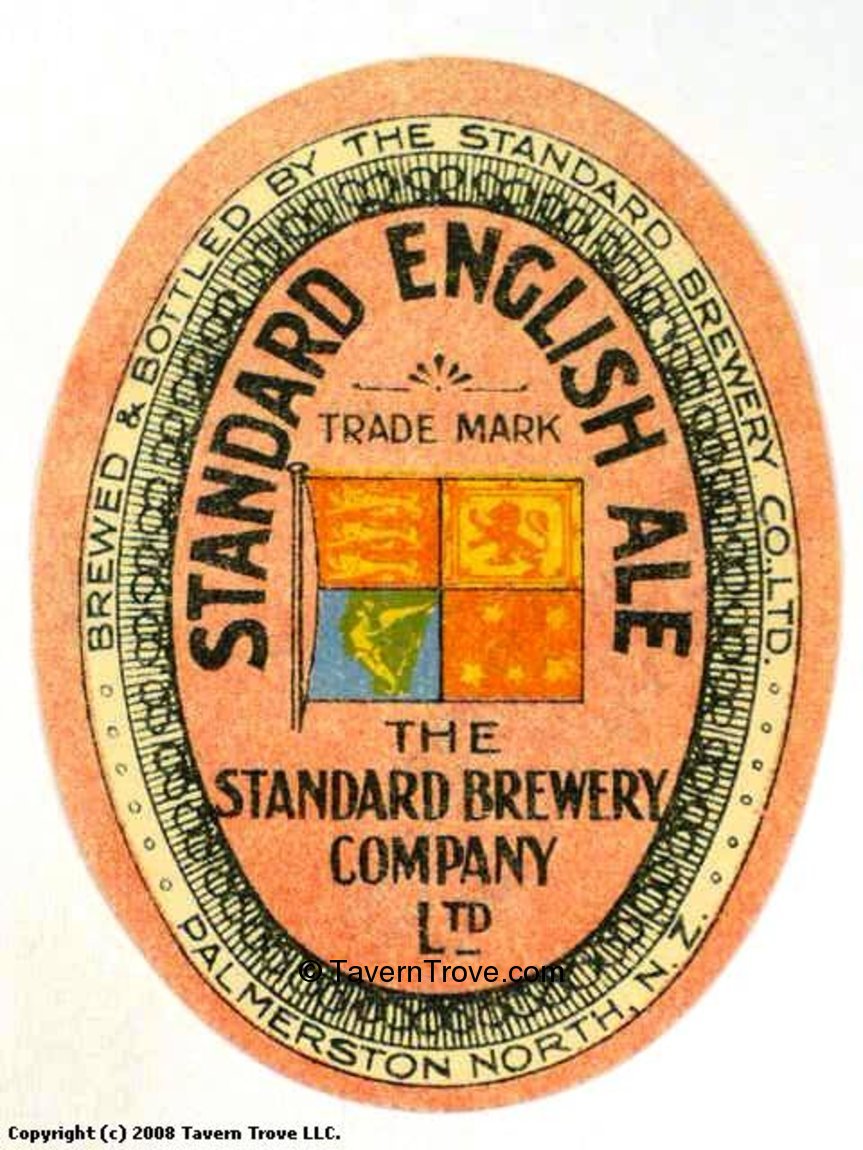 BREWED & BOTTLED BY THE STANDARD BREWERY CO., LTD.
STANDARD ENGLISH ALE
TRADE MARK
THE
STANDARD BREWERY
COMPANY
LTD
© TavernTrove.com
PALMERSTON NORTH, N.Z.
Copyright (c) 2008 Tavern Trove LLC.